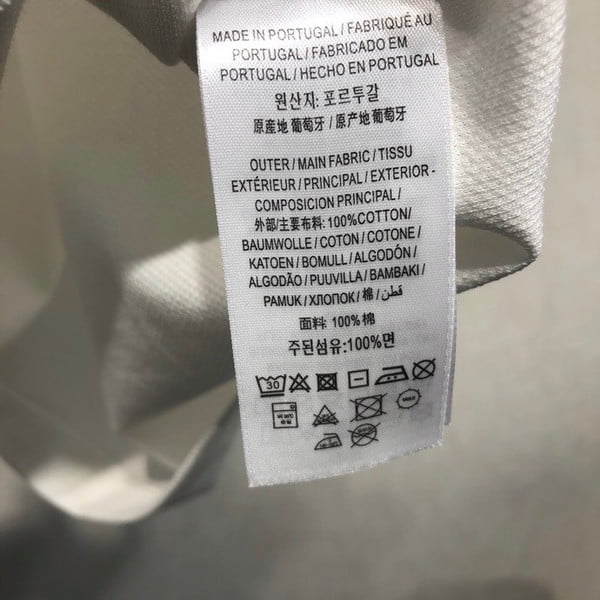 MADE IN PORTUGAL / FABRIQUÉ AU
PORTUGAL / FABRICADO EM
PORTUGAL / HECHO EN PORTUGAL
원산자: 포르투갈
原産地 葡萄牙 / 原产地 葡萄牙
OUTER / MAIN FABRIC / TISSU
EXTÉRIEUR / PRINCIPAL / EXTERIOR -
COMPOSICION PRINCIPAL /
外部/主要布料: 100%COTTON/
BAUMWOLLE / COTON / COTONE /
KATOEN / BOMULL / ALGODÓN /
ALGODÃO / PUUVILLA / BAMBAKI /
PAMUK / ХЛОПОК / 棉 / قطن /
面料: 100%棉
주된섬유:100%면
30